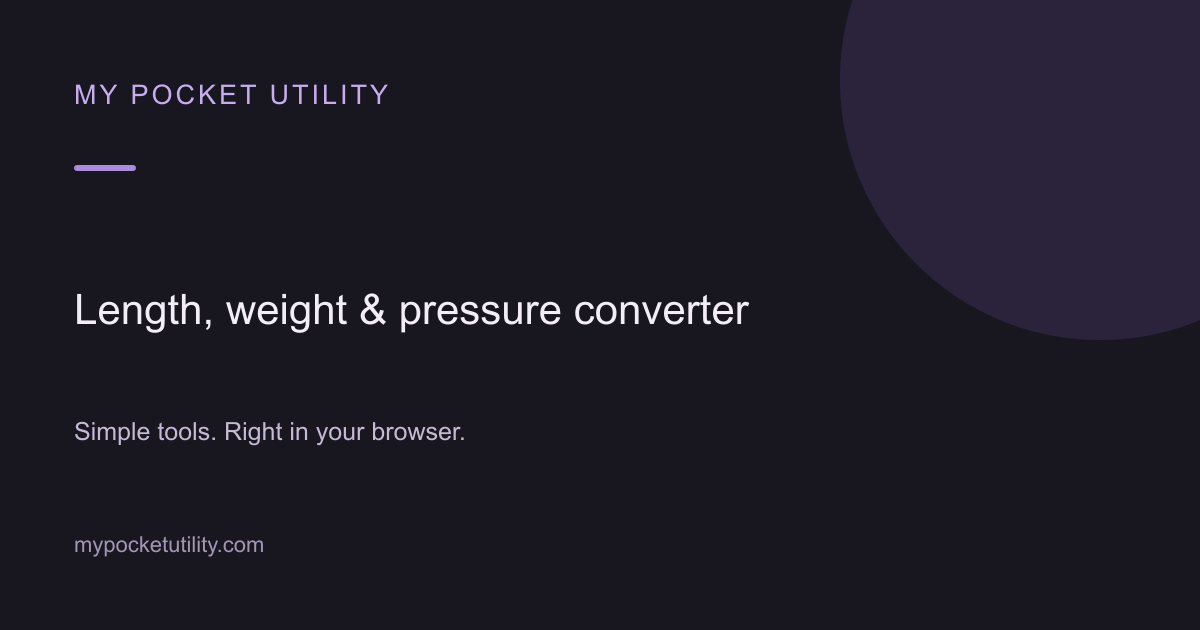 MY POCKET UTILITY
Length, weight & pressure converter
Simple tools. Right in your browser.
mypocketutility.com